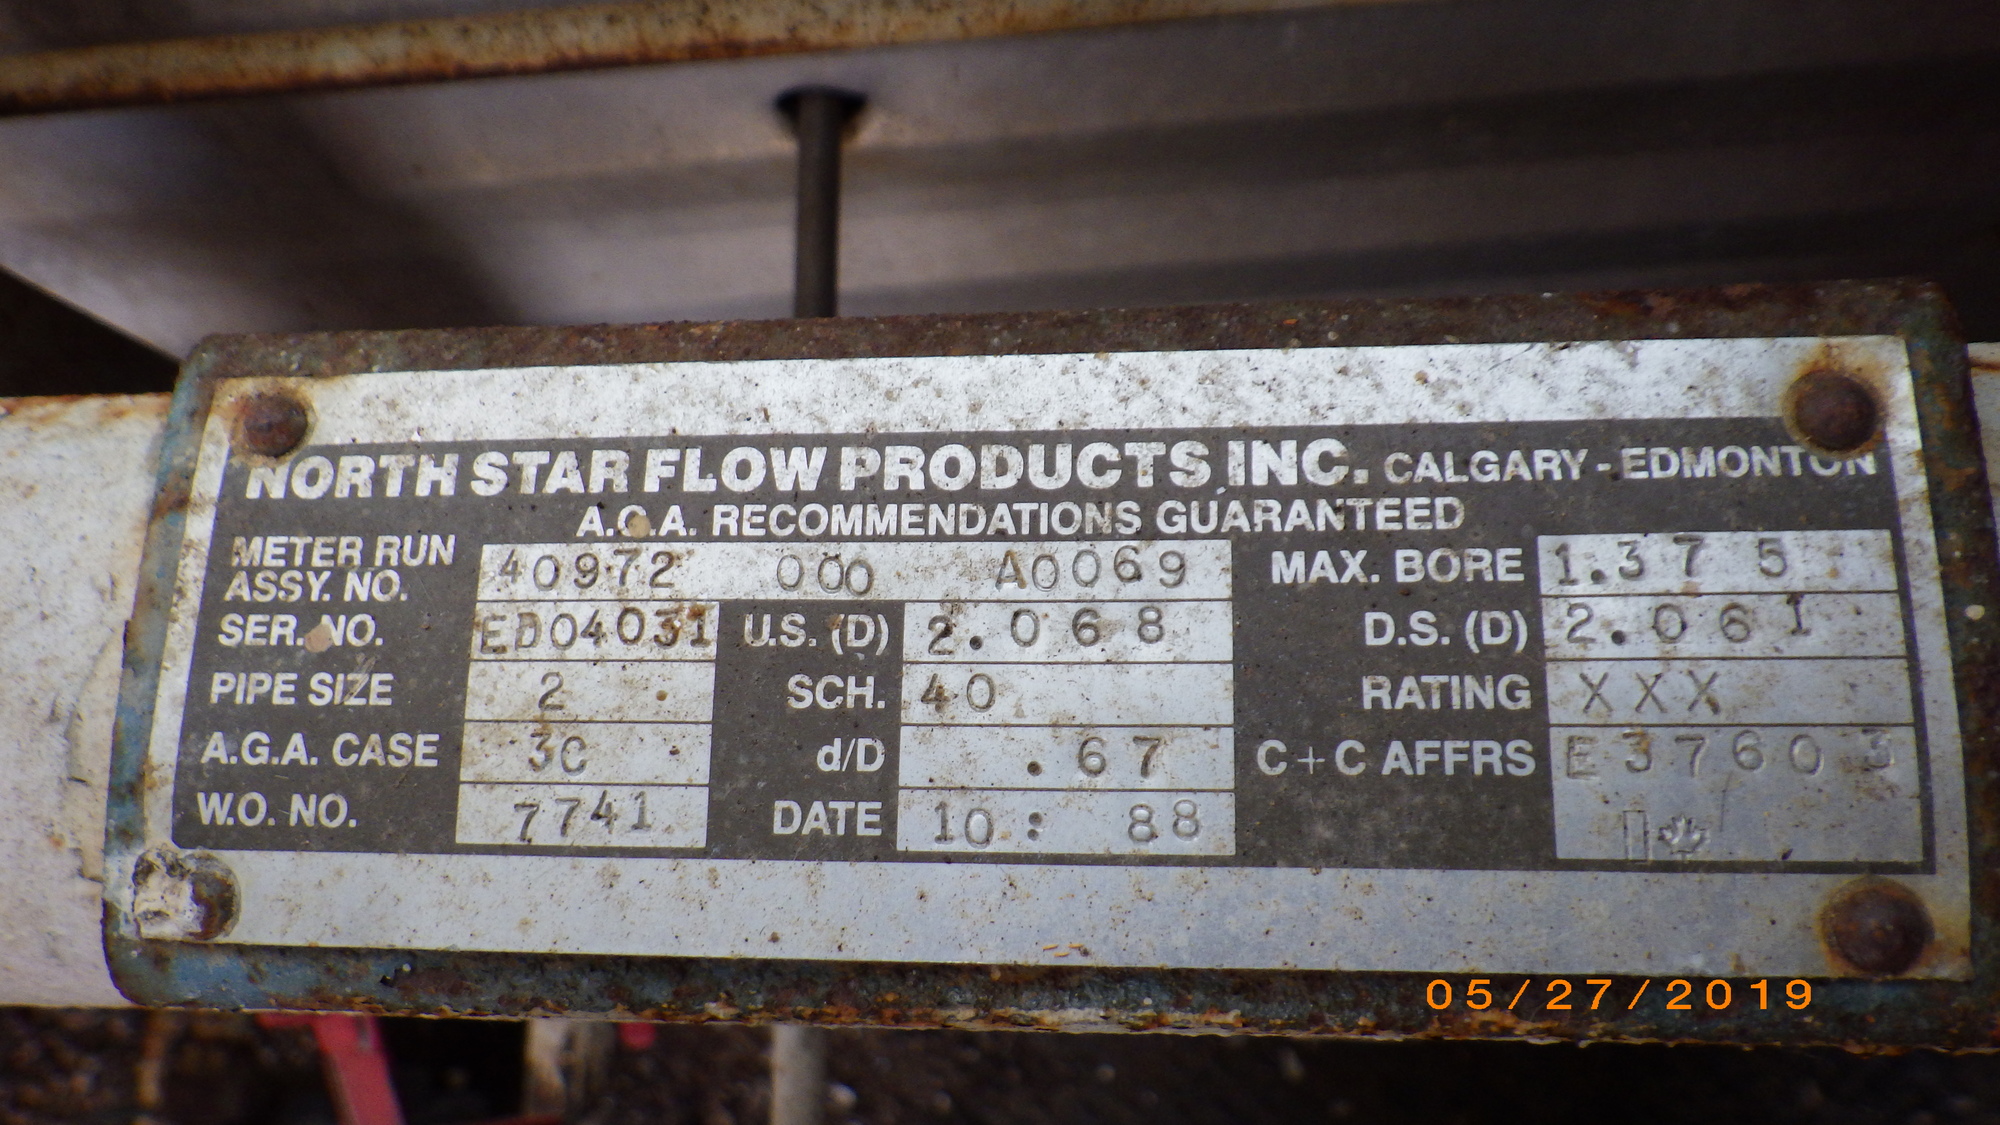 NORTH STAR FLOW PRODUCTS INC. CALGARY - EDMONTON
A.G.A. RECOMMENDATIONS GUARANTEED
METER RUN ASSY. NO. 40972 000 A0069 MAX. BORE 1.375
SER. NO. ED04031 U.S. (D) 2.068 D.S. (D) 2.061
PIPE SIZE 2 SCH. 40 RATING XXX
A.G.A. CASE 3C d/D .67 C + C AFFRS E37603
W.O. NO. 7741 DATE 10 : 88
05/27/2019